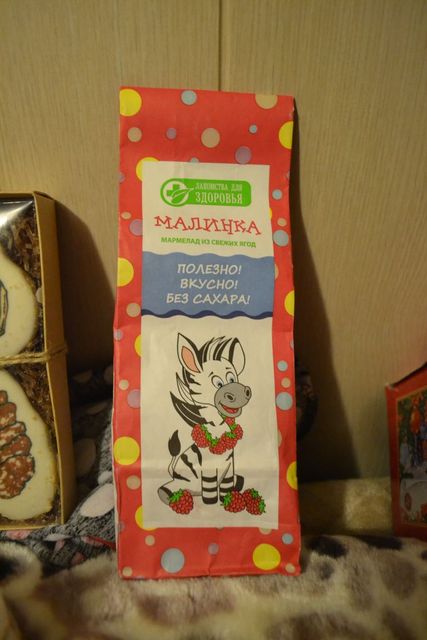 ЛАКОМСТВА ДЛЯ
ЗДОРОВЬЯ
МАЛИНКА
МАРМЕЛАД ИЗ СВЕЖИХ ЯГОД
ПОЛЕЗНО!
ВКУСНО!
БЕЗ САХАРА!